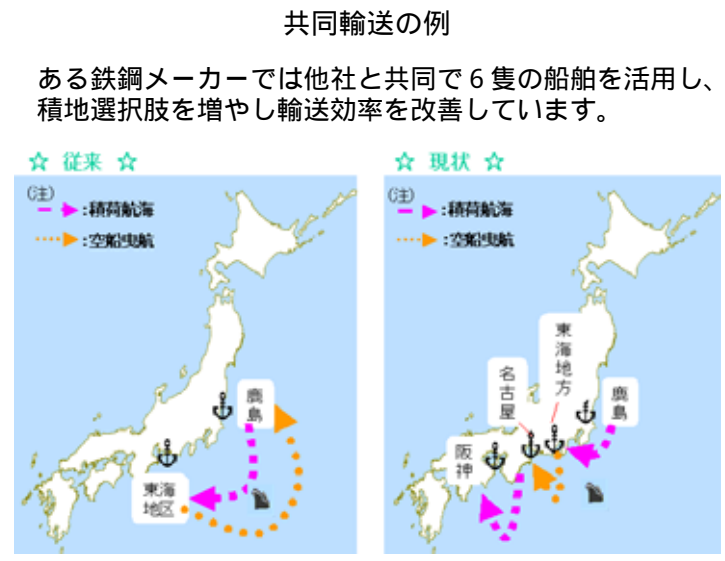 共同輸送の例
ある鉄鋼メーカーでは他社と共同で６隻の船舶を活用し、
積地選択肢を増やし輸送効率を改善しています。
☆ 従来 ☆
(注)
:積荷航海
:空船曳航
鹿島
東海
地区
☆ 現状 ☆
(注)
:積荷航海
:空船曳航
東海地方
名古屋
鹿島
阪神